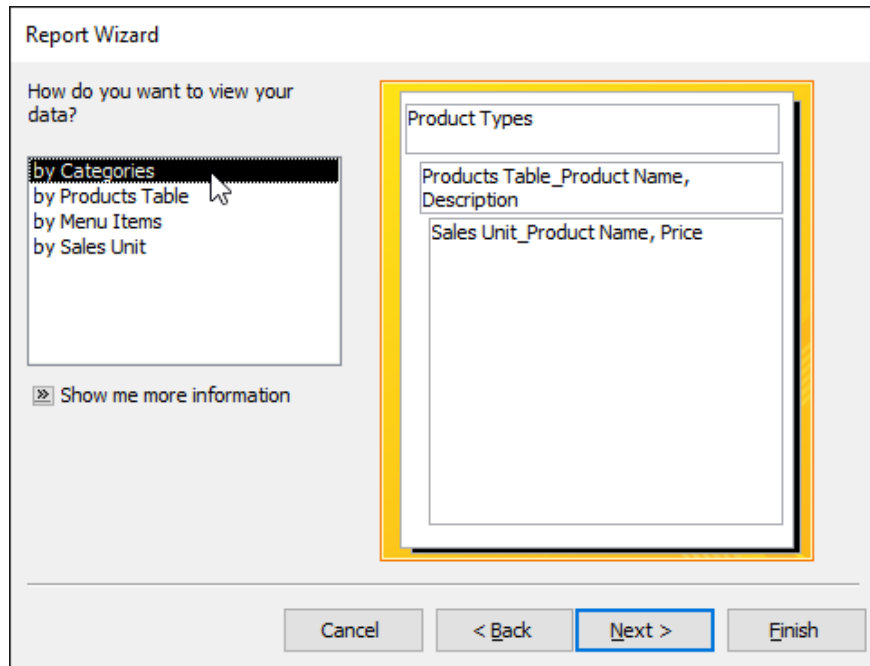 Report Wizard
How do you want to view your
data?
by Categories
by Products Table
by Menu Items
by Sales Unit
Show me more information
Product Types
Products Table_Product Name,
Description
Sales Unit_Product Name, Price
Cancel
< Back
Next >
Finish